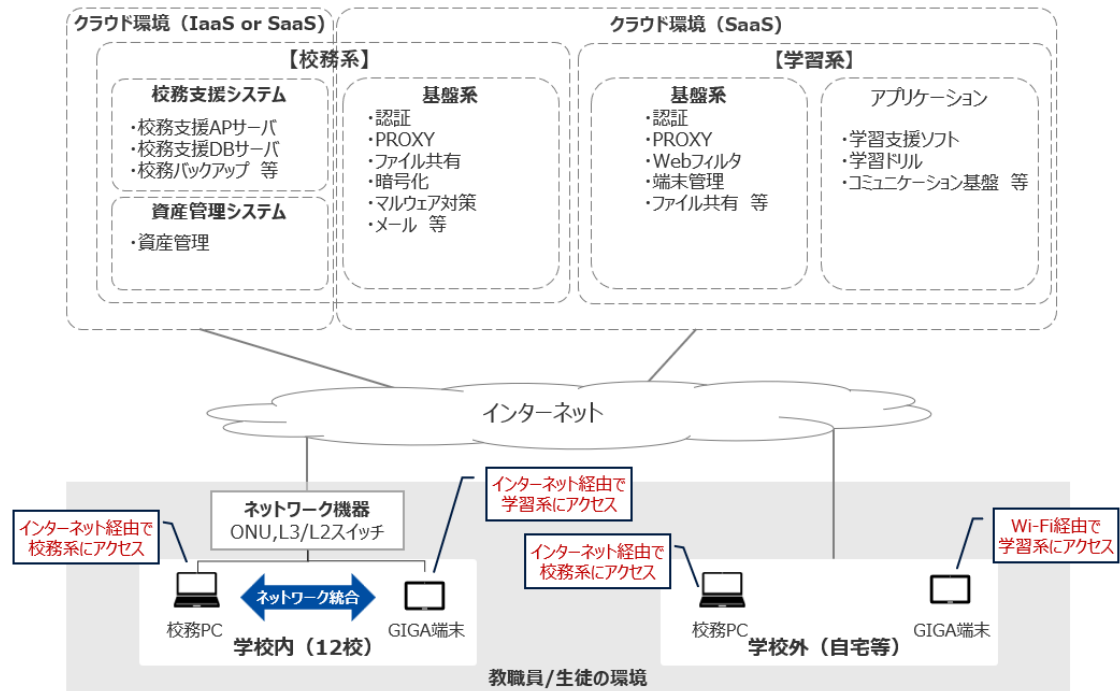 クラウド環境（IaaS or SaaS）
クラウド環境（SaaS）
【校務系】
【学習系】
校務支援システム
・校務支援APサーバ
・校務支援DBサーバ
・校務バックアップ 等
資産管理システム
・資産管理
基盤系
・認証
・PROXY
・ファイル共有
・暗号化
・マルウェア対策
・メール 等
基盤系
・認証
・PROXY
・Webフィルタ
・端末管理
・ファイル共有 等
アプリケーション
・学習支援ソフト
・学習ドリル
・コミュニケーション基盤 等
インターネット
ネットワーク機器
ONU,L3/L2スイッチ
インターネット経由で
校務系にアクセス
インターネット経由で
学習系にアクセス
インターネット経由で
校務系にアクセス
Wi-Fi経由で
学習系にアクセス
ネットワーク統合
校務PC
GIGA端末
学校内（12校）
校務PC
GIGA端末
学校外（自宅等）
教職員/生徒の環境